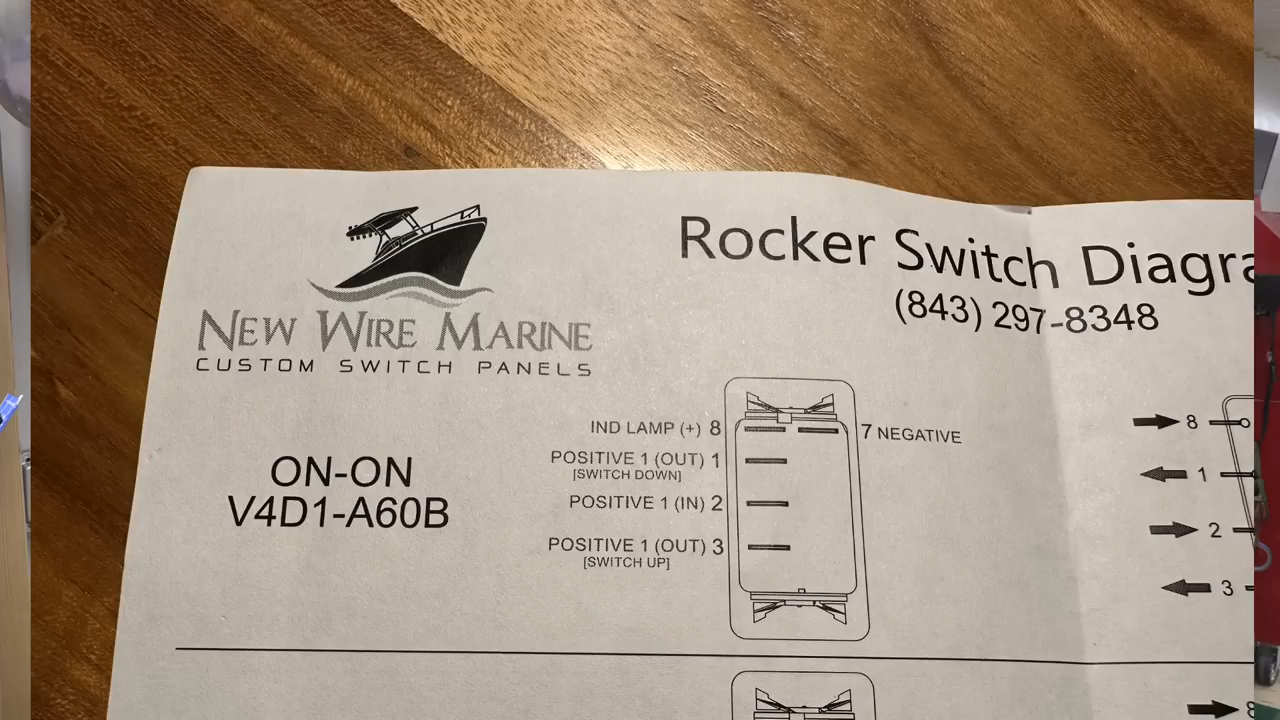 Rocker Switch
(843) 297-8348
NEW WIRE MARINE
CUSTOM SWITCH PANELS
ON-ON
V4D1-A60B
IND LAMP (+) 8
7 NEGATIVE
POSITIVE 1 (OUT) 1
[SWITCH DOWN]
POSITIVE 1 (IN) 2
POSITIVE 1 (OUT) 3
[SWITCH UP]
8
1
2
3